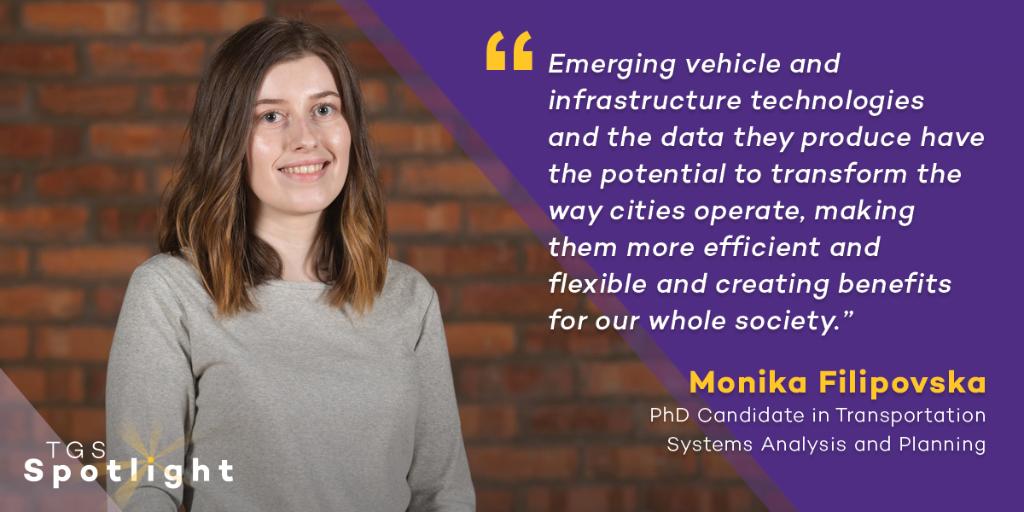 “ Emerging vehicle and
infrastructure technologies
and the data they produce have
the potential to transform the
way cities operate, making
them more efficient and
flexible and creating benefits
for our whole society.”
Monika Filipovska
PhD Candidate in Transportation
Systems Analysis and Planning
TGS
Spotlight